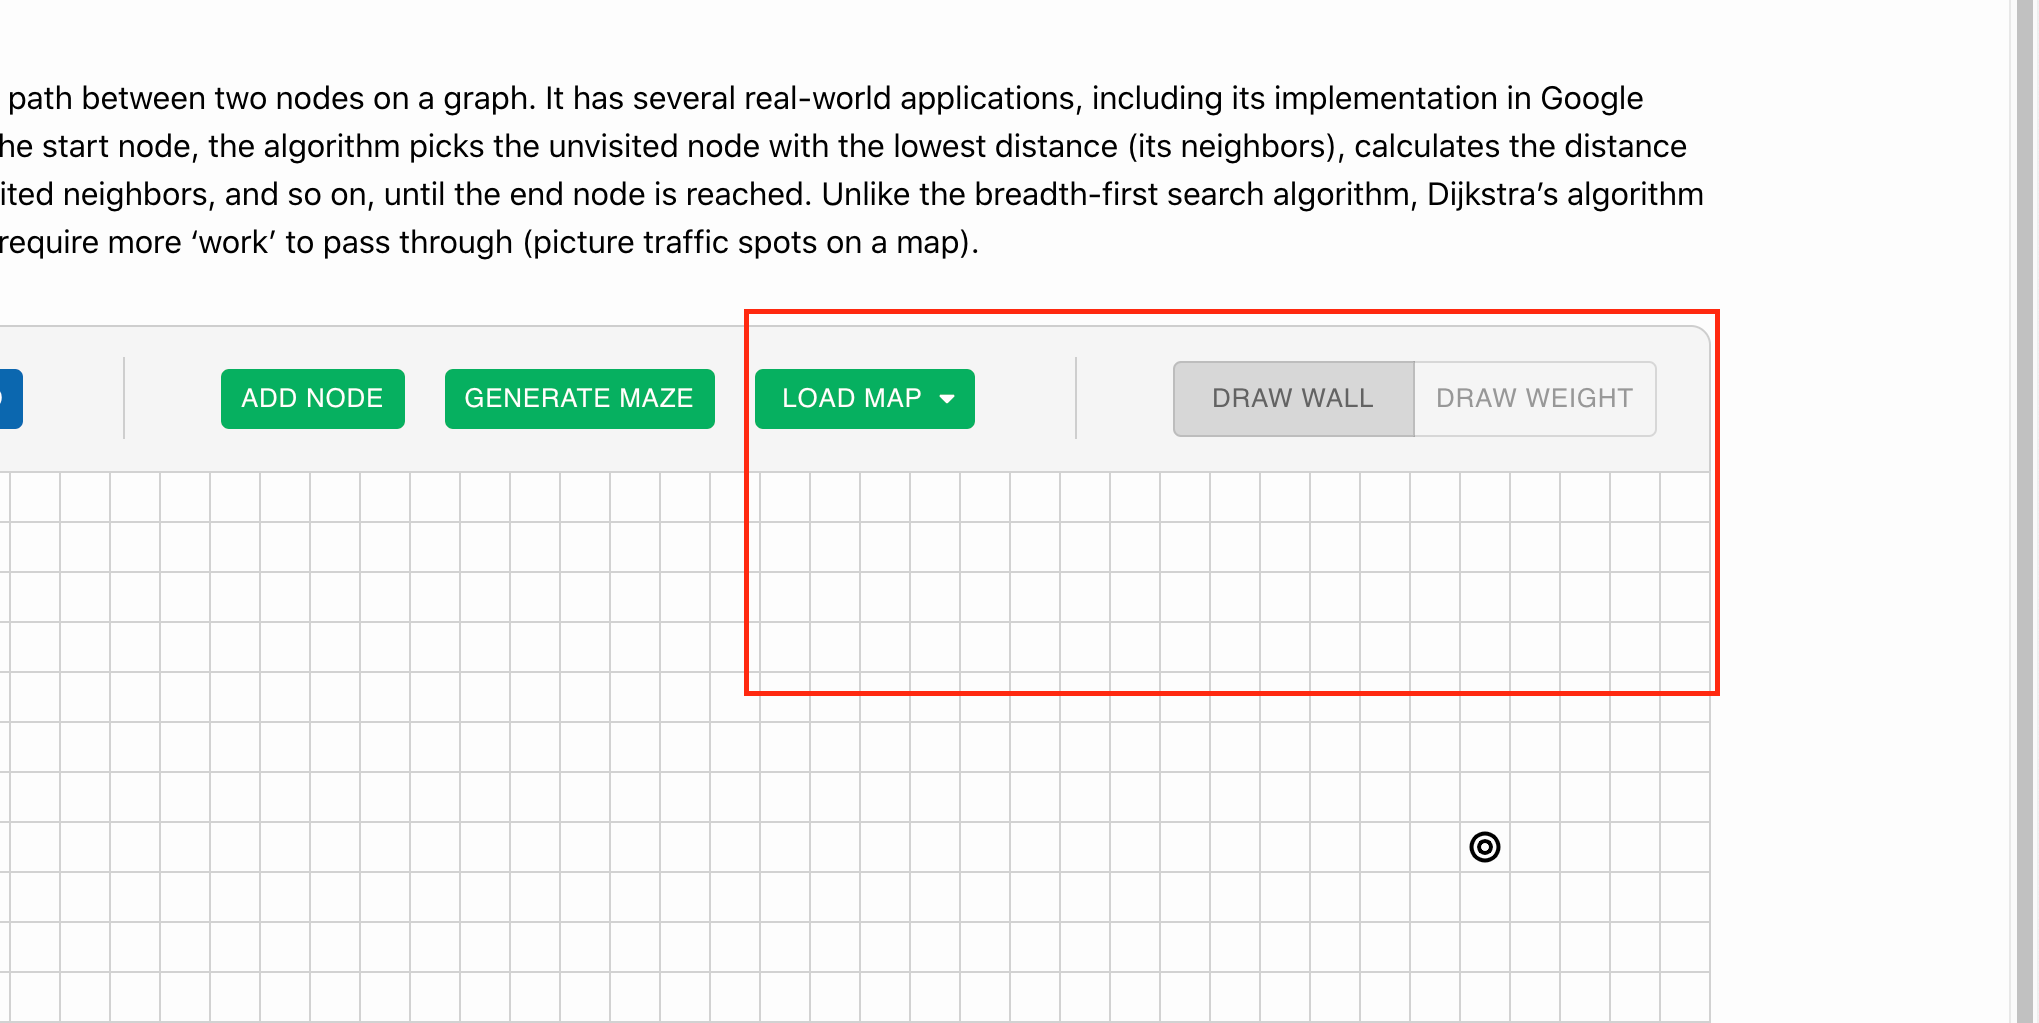 path between two nodes on a graph. It has several real-world applications, including its implementation in Google
he start node, the algorithm picks the unvisited node with the lowest distance (its neighbors), calculates the distance
ited neighbors, and so on, until the end node is reached. Unlike the breadth-first search algorithm, Dijkstra’s algorithm
require more ‘work’ to pass through (picture traffic spots on a map).
ADD NODE GENERATE MAZE LOAD MAP DRAW WALL DRAW WEIGHT